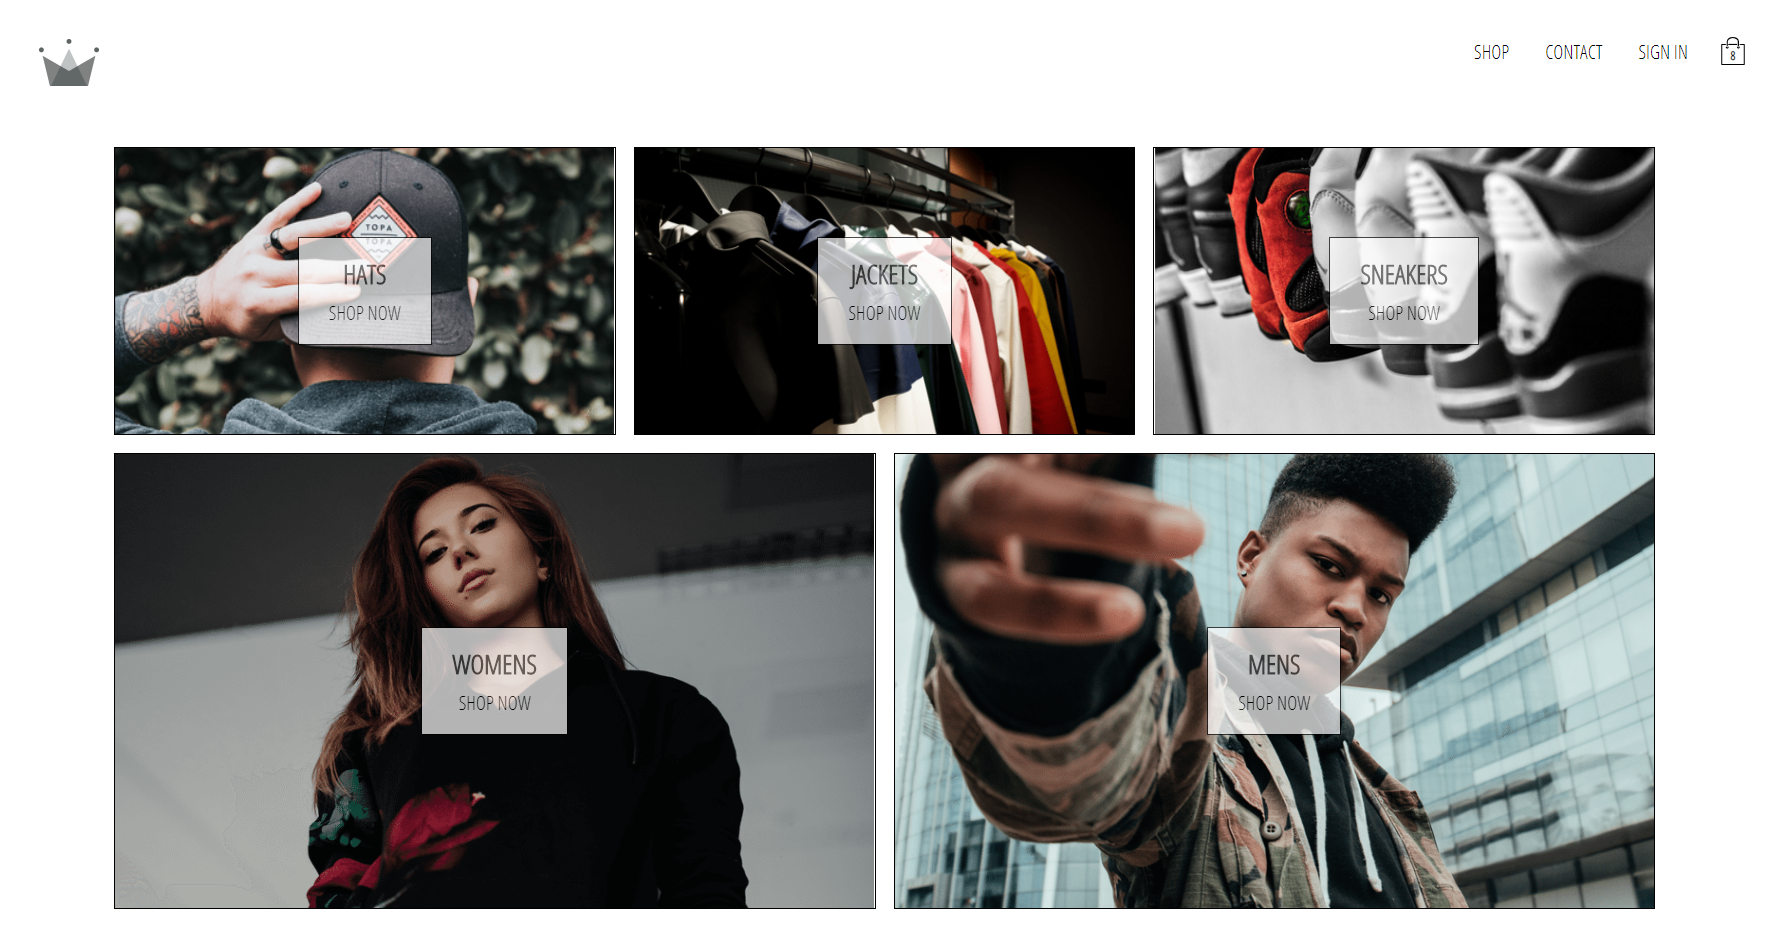 SHOP
CONTACT
SIGN IN
8
TOPA
TOPA
HATS
SHOP NOW
JACKETS
SHOP NOW
SNEAKERS
SHOP NOW
WOMENS
SHOP NOW
MENS
SHOP NOW